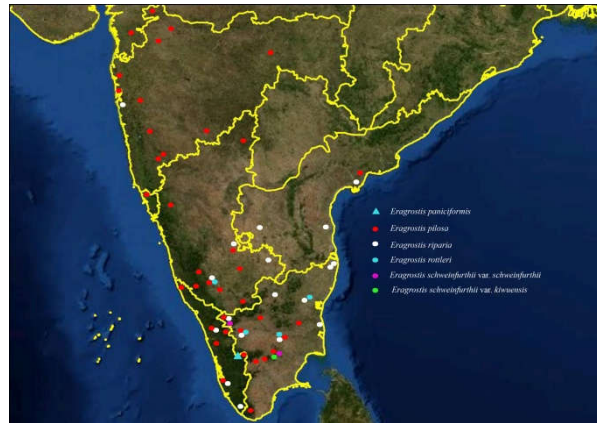 Eragrostis paniciformis
Eragrostis pilosa
Eragrostis riparia
Eragrostis rottleri
Eragrostis schweinfurthii var. schweinfurthii
Eragrostis schweinfurthii var. kiwuensis